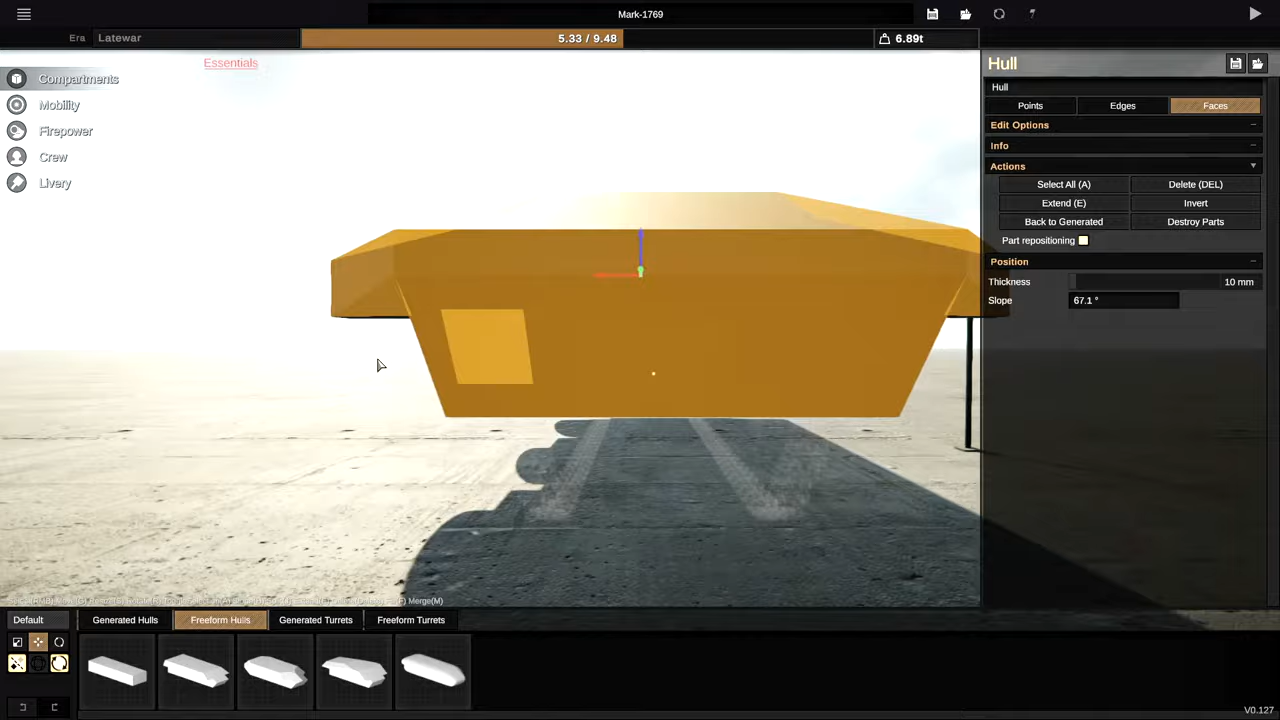 Mark-1769
Era Latewar 5.33 / 9.48 6.89t
Essentials
Compartments
Mobility
Firepower
Crew
Livery
Hull
Hull
Points Edges Faces
Edit Options
Info
Actions
Select All (A) Delete (DEL)
Extend (E) Invert
Back to Generated Destroy Parts
Part repositioning
Position
Thickness 10 mm
Slope 67.1 °
Merge(M)
Default Generated Hulls Freeform Hulls Generated Turrets Freeform Turrets
V0.127